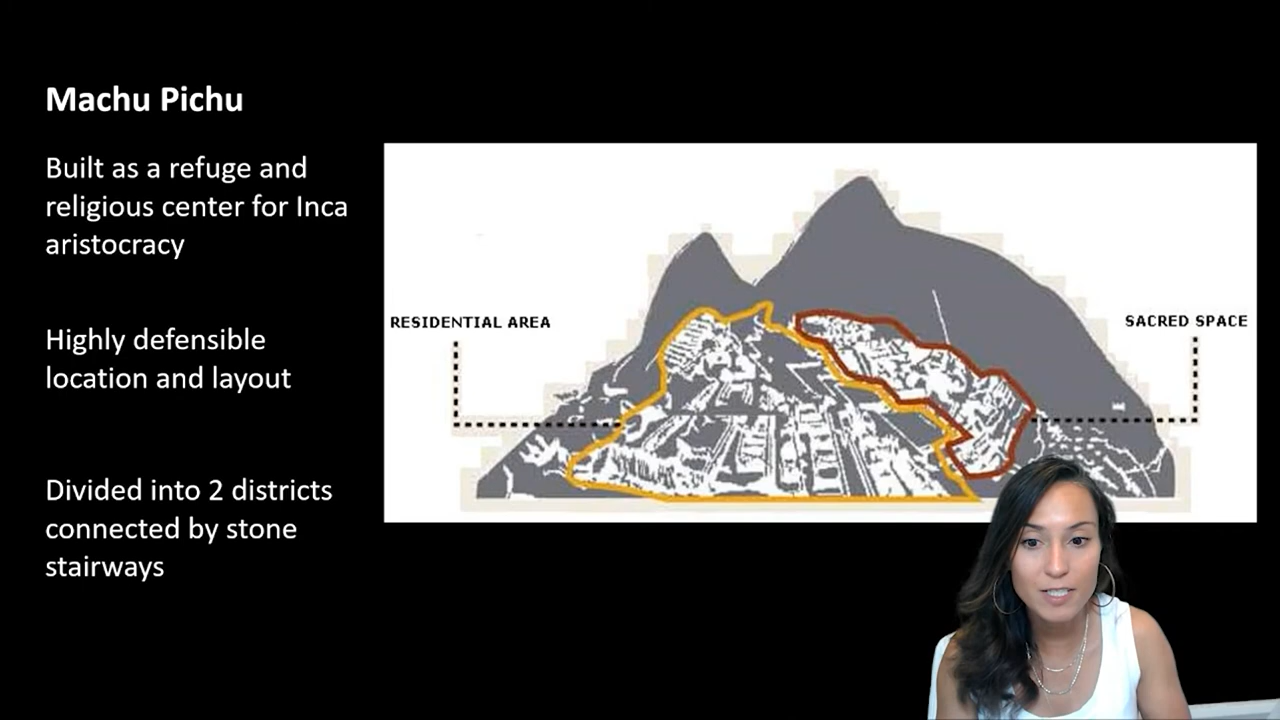 Machu Pichu
Built as a refuge and
religious center for Inca
aristocracy
Highly defensible
location and layout
Divided into 2 districts
connected by stone
stairways
RESIDENTIAL AREA
SACRED SPACE